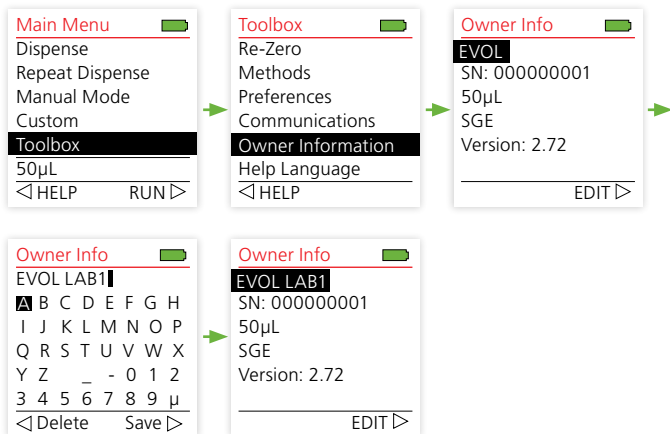 Main Menu
Dispense
Repeat Dispense
Manual Mode
Custom
Toolbox
50µL
HELP RUN
Toolbox
Re-Zero
Methods
Preferences
Communications
Owner Information
Help Language
HELP
Owner Info
EVOL
SN: 000000001
50µL
SGE
Version: 2.72
EDIT
Owner Info
EVOL LAB1
A B C D E F G H
I J K L M N O P
Q R S T U V W X
Y Z _ - 0 1 2
3 4 5 6 7 8 9 µ
Delete Save
Owner Info
EVOL LAB1
SN: 000000001
50µL
SGE
Version: 2.72
EDIT